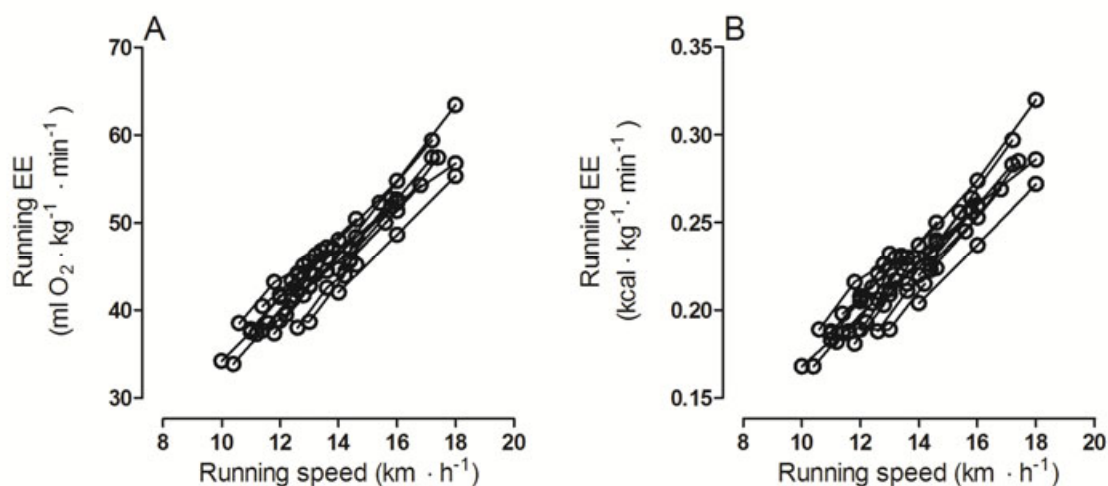 A
Running EE
(ml O₂ · kg⁻¹ · min⁻¹ )
70
60
50
40
30
8 10 12 14 16 18 20
Running speed (km · h⁻¹)
B
Running EE
(kcal · kg⁻¹· min⁻¹ )
0.35
0.30
0.25
0.20
0.15
8 10 12 14 16 18 20
Running speed (km · h⁻¹)